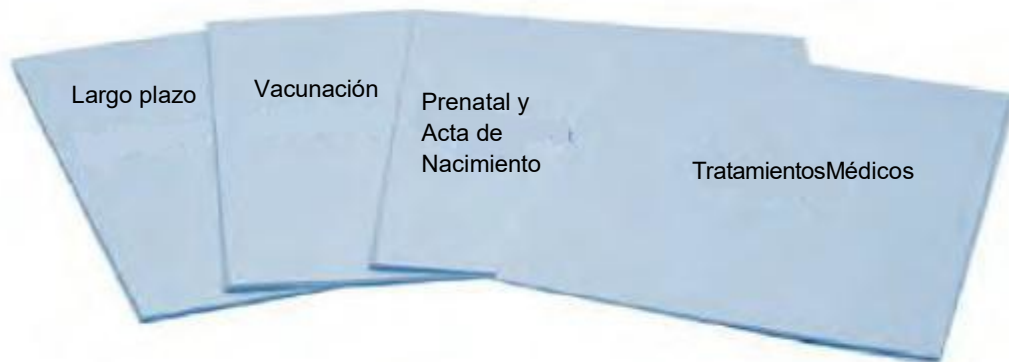 Largo plazo
Vacunación
Prenatal y
Acta de
Nacimiento
TratamientosMédicos